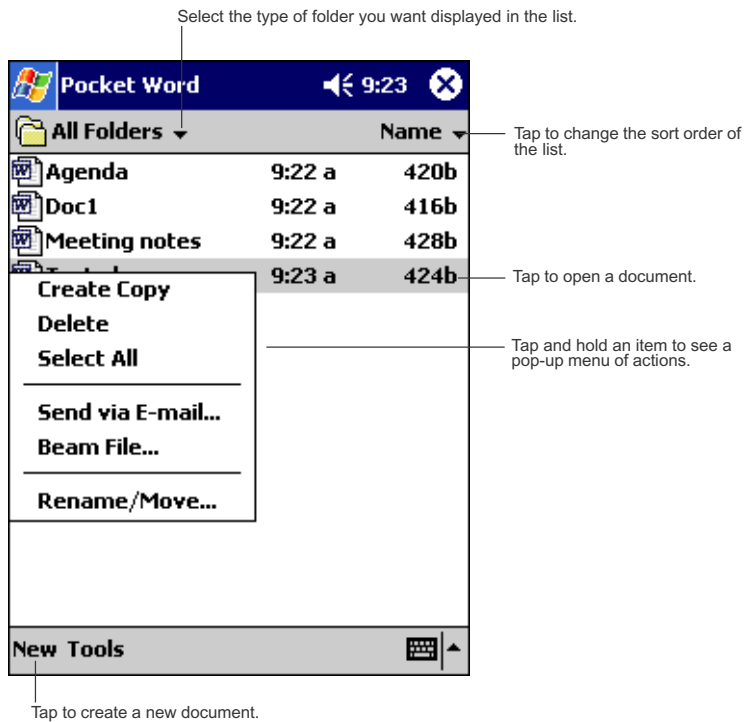 Select the type of folder you want displayed in the list.
Pocket Word 9:23
All Folders Name
Tap to change the sort order of
the list.
Agenda 9:22 a 420b
Doc1 9:22 a 416b
Meeting notes 9:22 a 428b
9:23 a 424b
Tap to open a document.
Create Copy
Delete
Select All
Tap and hold an item to see a
pop-up menu of actions.
Send via E-mail...
Beam File...
Rename/Move...
New Tools
Tap to create a new document.